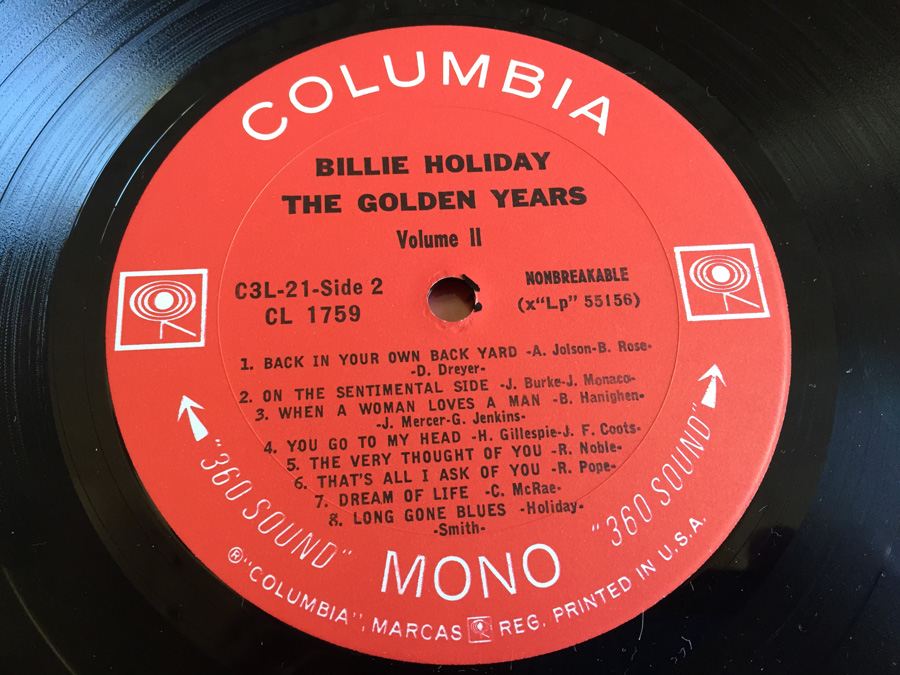 COLUMBIA
BILLIE HOLIDAY
THE GOLDEN YEARS
Volume II
C3L-21-Side 2
CL 1759
NONBREAKABLE
(x"Lp" 55156)
1. BACK IN YOUR OWN BACK YARD -A. Jolson-B. Rose-
-D. Dreyer-
2. ON THE SENTIMENTAL SIDE -J. Burke-J. Monaco-
3. WHEN A WOMAN LOVES A MAN -B. Hanighen-
-J. Mercer-G. Jenkins-
4. YOU GO TO MY HEAD -H. Gillespie-J. F. Coots-
5. THE VERY THOUGHT OF YOU -R. Noble-
6. THAT'S ALL I ASK OF YOU -R. Pope-
7. DREAM OF LIFE -C. McRae-
8. LONG GONE BLUES -Holiday-
-Smith-
"360 SOUND"
MONO
"360 SOUND"
®"COLUMBIA", MARCAS REG. PRINTED IN U.S.A.